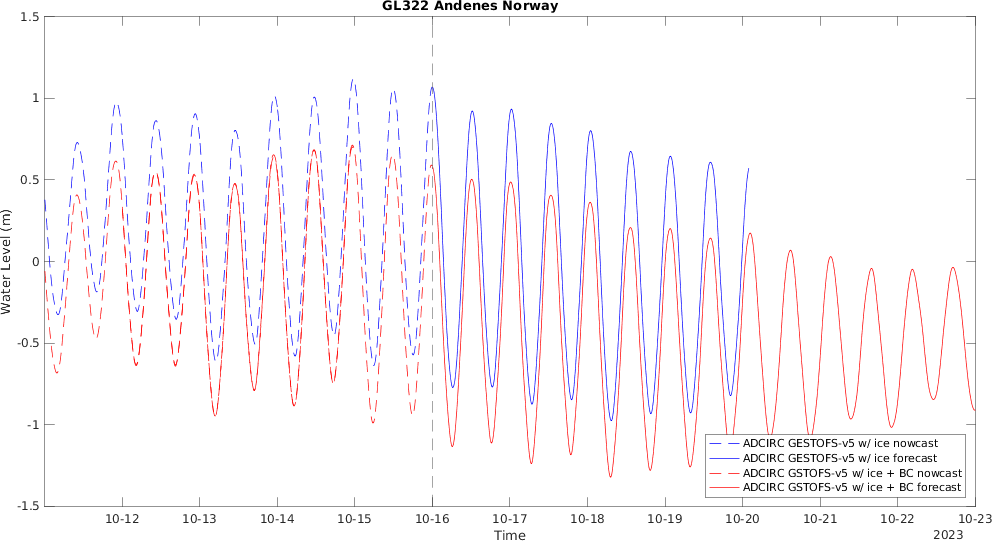 GL322 Andenes Norway
1.5
1
0.5
0
-0.5
-1
-1.5
Water Level (m)
ADCIRC GESTOFS-v5 w/ ice nowcast
ADCIRC GESTOFS-v5 w/ ice forecast
ADCIRC GSTOFS-v5 w/ ice + BC nowcast
ADCIRC GSTOFS-v5 w/ ice + BC forecast
10-12 10-13 10-14 10-15 10-16 10-17 10-18 10-19 10-20 10-21 10-22 10-23
Time
2023